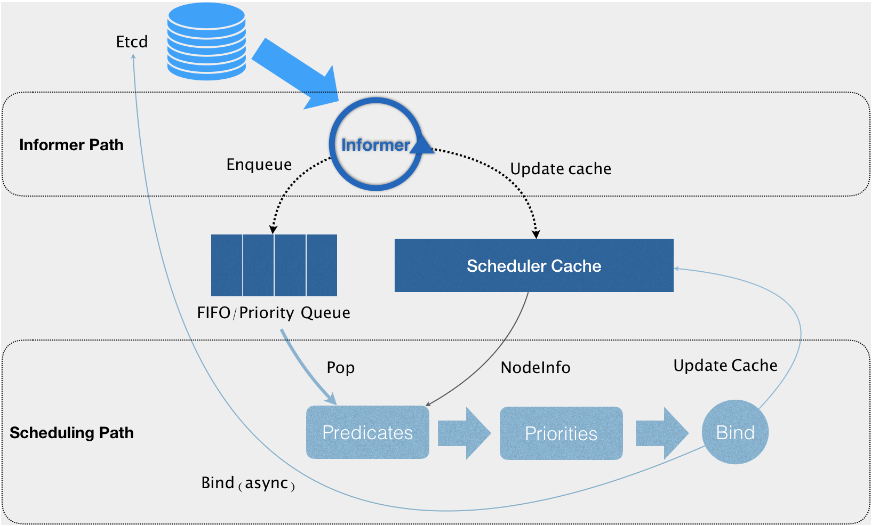 Etcd
Informer Path
Informer
Enqueue
Update cache
Scheduler Cache
FIFO/Priority Queue
Pop
NodeInfo
Update Cache
Scheduling Path
Predicates
Priorities
Bind
Bind(async)